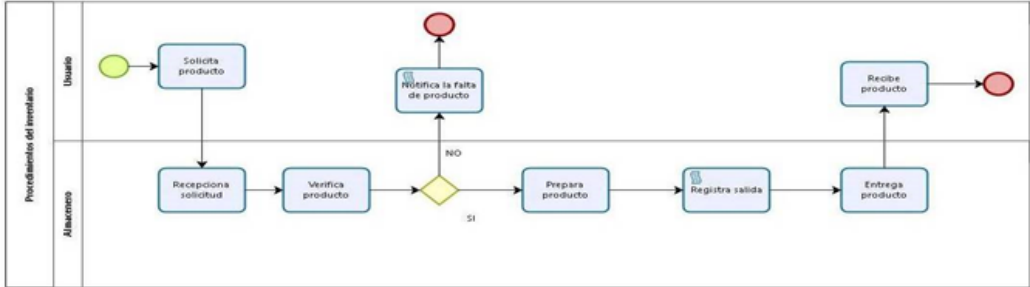 Procedimientos del inventario
Usuario
Almacenero
Solicita
producto
Notifica la falta
de producto
Recibe
producto
NO
Recepciona
solicitud
Verifica
producto
SI
Prepara
producto
Registra salida
Entrega
producto